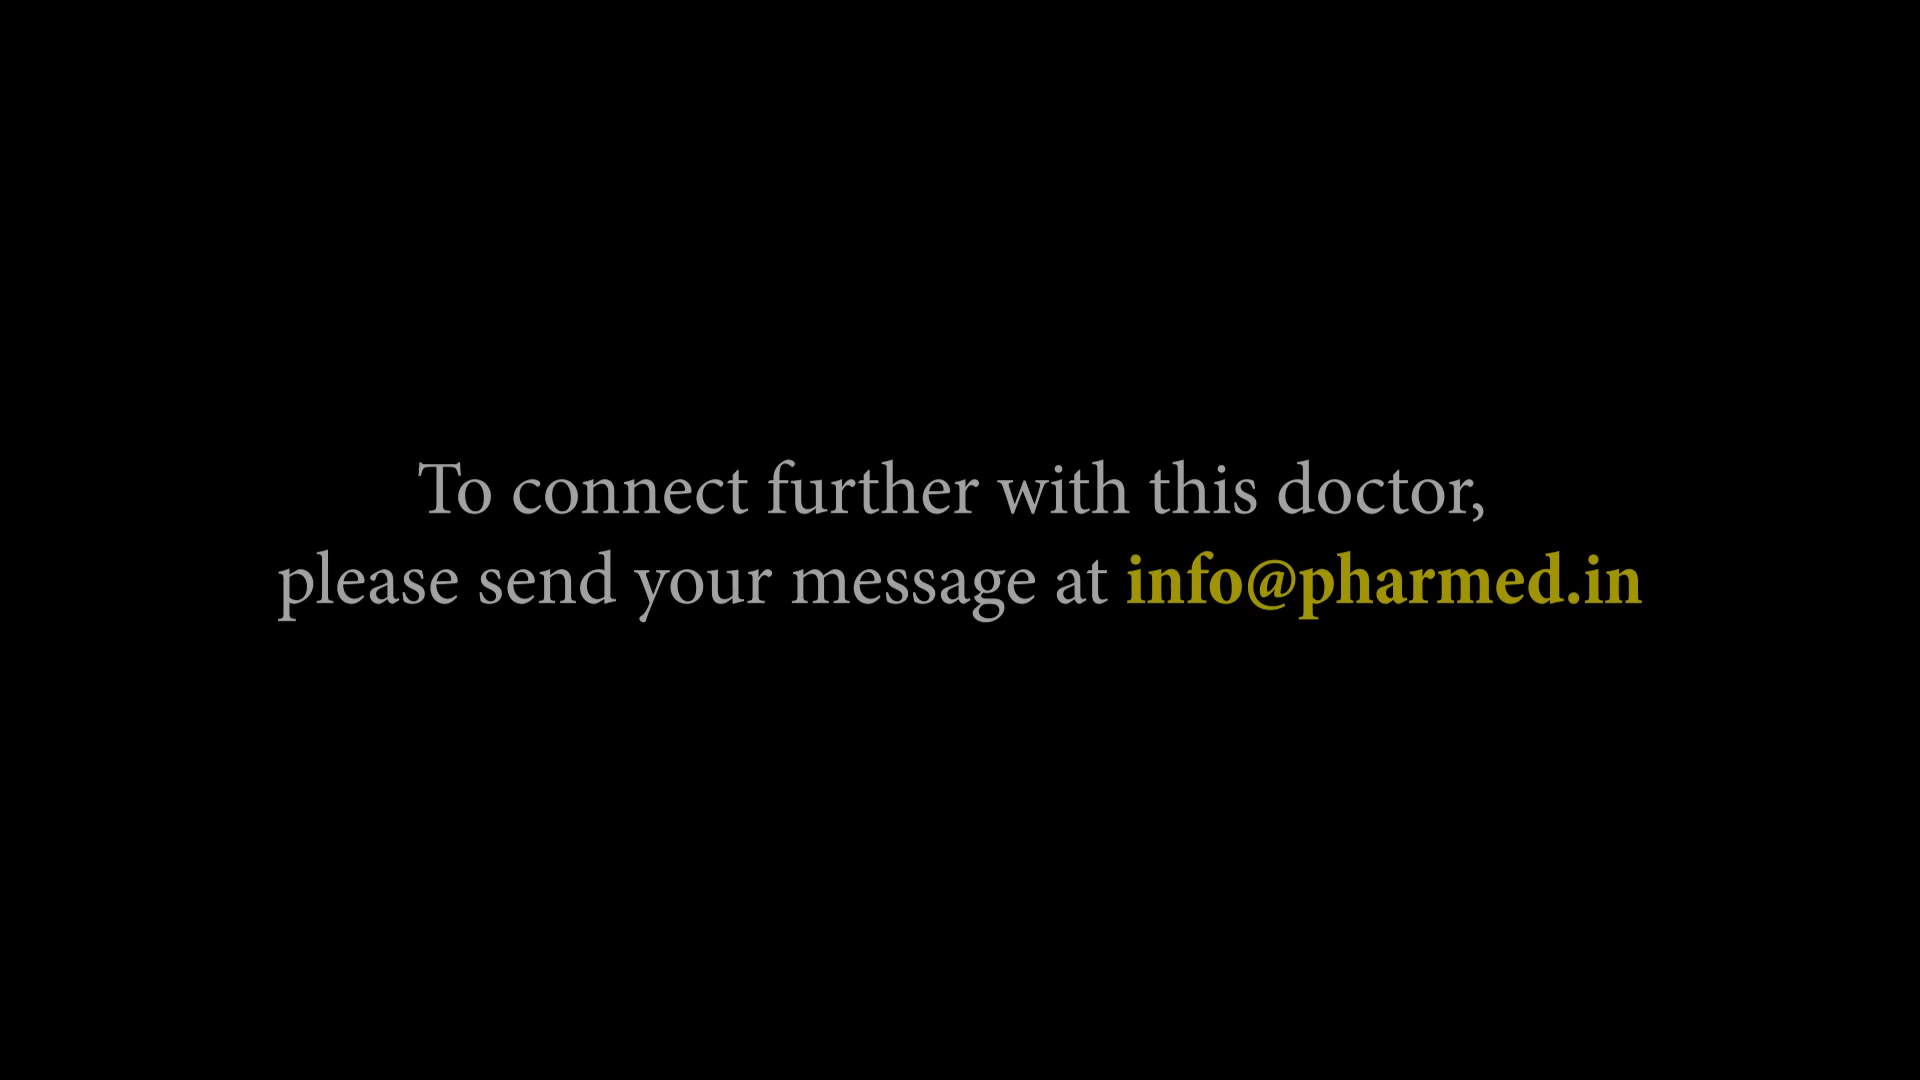 To connect further with this doctor,
please send your message at info@pharmed.in